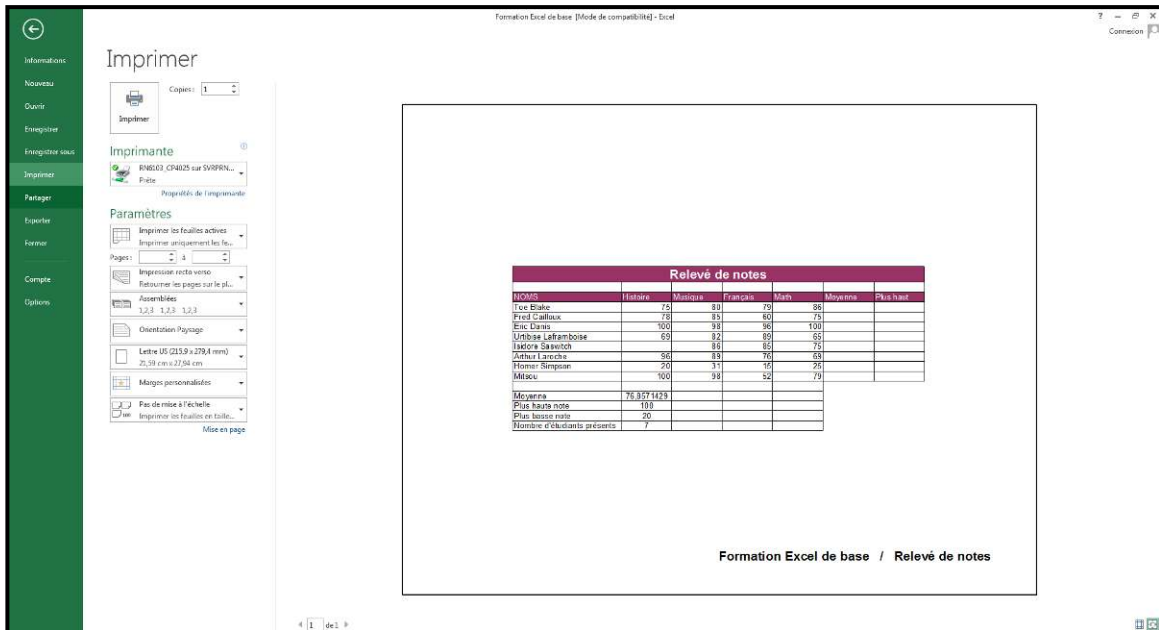 Formation Excel de base [Mode de compatibilité] - Excel
?
Connexion
Informations
Nouveau
Ouvrir
Enregistrer
Enregistrer sous
Imprimer
Partager
Exporter
Fermer
Compte
Options
Imprimer
Imprimer
Copies : 1
Imprimante
RN6103_CP4025 sur SVRPRN...
Prête
Propriétés de l'imprimante
Paramètres
Imprimer les feuilles actives
Imprimer uniquement les fe...
Pages : à
Impression recto verso
Retourner les pages sur le pl...
Assemblées
1,2,3 1,2,3 1,2,3
Orientation Paysage
Lettre US (215,9 x 279,4 mm)
21,59 cm x 27,94 cm
Marges personnalisées
Pas de mise à l'échelle
Imprimer les feuilles en taille...
Mise en page
Relevé de notes
NOMS Histoire Musique Français Math Moyenne Plus haut
Toe Blake 75 80 79 86
Fred Cailloux 78 85 60 75
Eric Danis 100 98 96 100
Urtibise Laframboise 69 82 89 65
Isidore Saswitch 86 85 75
Arthur Laroche 96 89 76 69
Homer Simpson 20 31 15 25
Mitsou 100 98 52 79
Moyenne 76,8571429
Plus haute note 100
Plus basse note 20
Nombre d'étudiants présents 7
Formation Excel de base / Relevé de notes
1 de 1